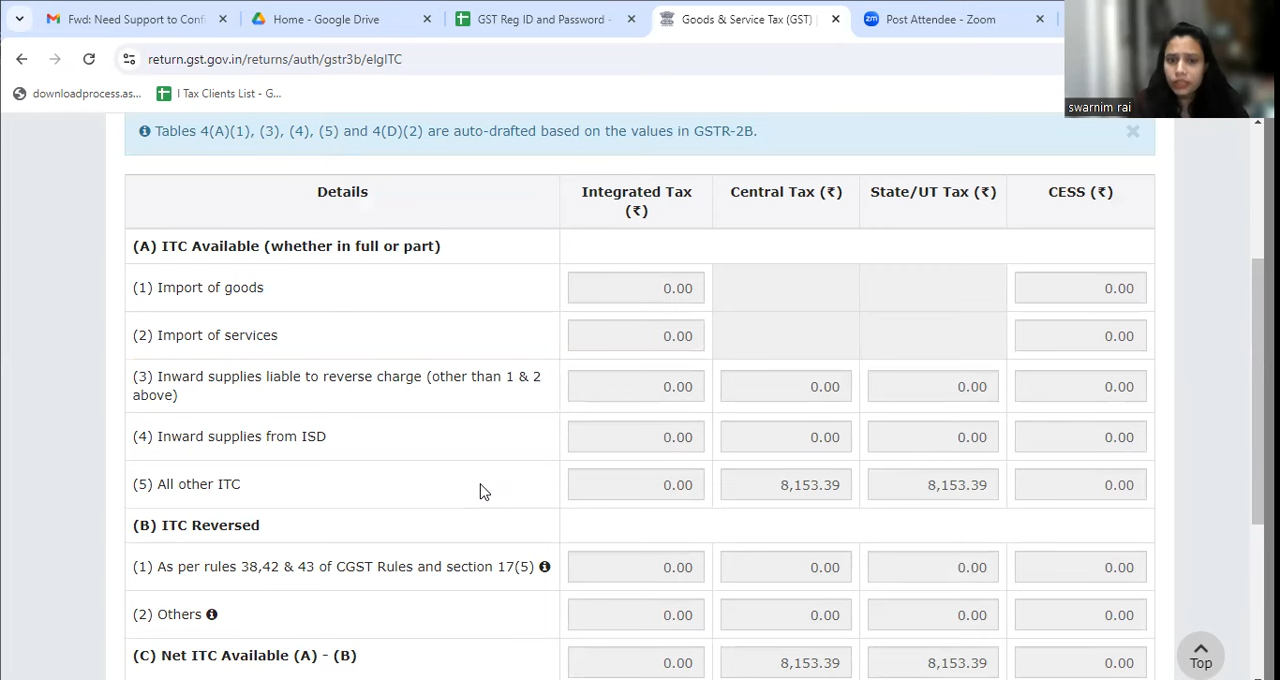 Fwd: Need Support to Confi
Home - Google Drive
GST Reg ID and Password -
Goods & Service Tax (GST) |
Post Attendee - Zoom
return.gst.gov.in/returns/auth/gstr3b/elgITC
downloadprocess.as...
I Tax Clients List - G...
swarnim rai
Tables 4(A)(1), (3), (4), (5) and 4(D)(2) are auto-drafted based on the values in GSTR-2B.
Details Integrated Tax (₹) Central Tax (₹) State/UT Tax (₹) CESS (₹)
(A) ITC Available (whether in full or part)
(1) Import of goods 0.00 0.00
(2) Import of services 0.00 0.00
(3) Inward supplies liable to reverse charge (other than 1 & 2
above) 0.00 0.00 0.00 0.00
(4) Inward supplies from ISD 0.00 0.00 0.00 0.00
(5) All other ITC 0.00 8,153.39 8,153.39 0.00
(B) ITC Reversed
(1) As per rules 38,42 & 43 of CGST Rules and section 17(5) 0.00 0.00 0.00 0.00
(2) Others 0.00 0.00 0.00 0.00
(C) Net ITC Available (A) - (B) 0.00 8,153.39 8,153.39 0.00
Top